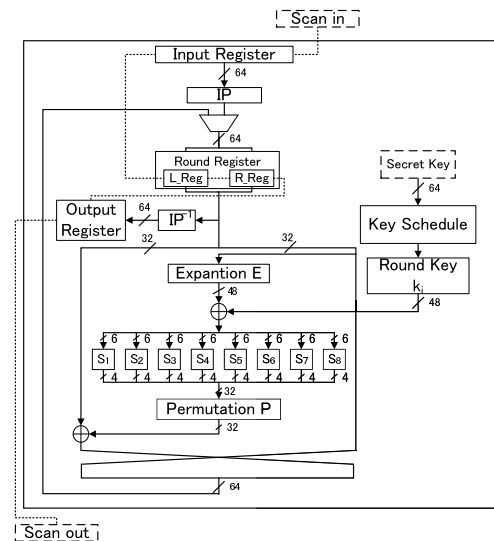 Scan in
Input Register
64
IP
64
Round Register
L_Reg R_Reg
Secret Key
64
Output
Register
64
IP-1
Key Schedule
32
32
Expantion E
Round Key
ki
48
48
6 6 6 6 6 6 6 6
S1 S2 S3 S4 S5 S6 S7 S8
4 4 4 4 4 4 4 4
32
Permutation P
32
64
Scan out